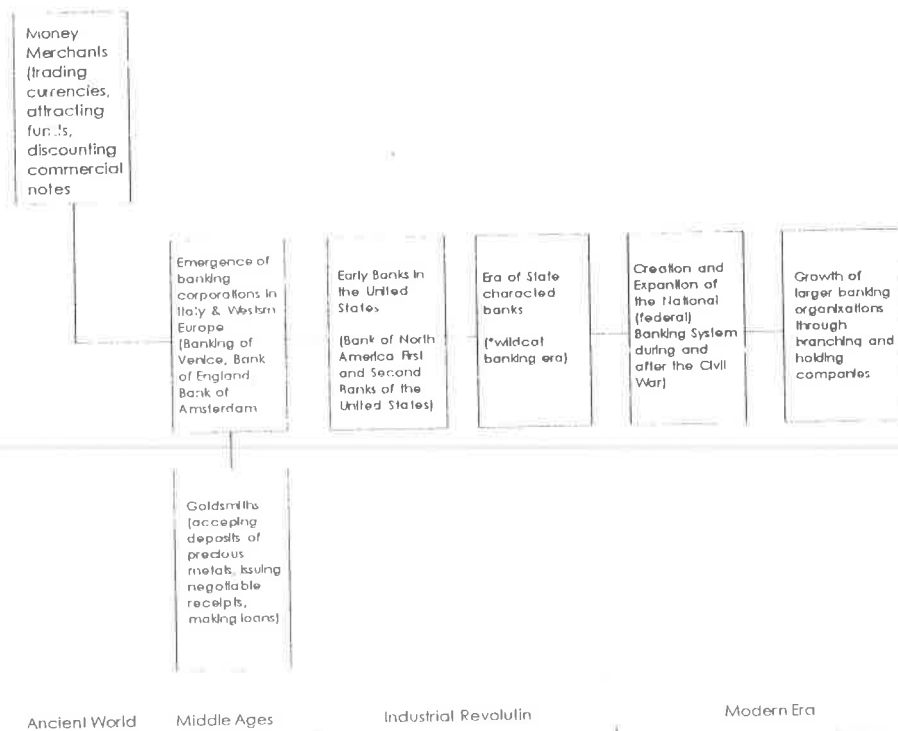 Money
Merchants
(trading
currencies,
attracting
discounting
commercial
notes
Emergence of
banking
corporations in
Italy & Westsm
Europe
(Banking of
Venice, Bank
of England
Bank of
Amsterdam
Early Banks in
the United
States
(Bank of North
America First
and Second
Banks of the
United States)
Era of State
characted
banks
("wildcat
banking era)
Creation and
Expantion of
the National
(federal)
Banking System
during and
after the Civil
War)
Growth of
larger banking
organixations
through
branching and
holding
companies
Goldsmiths
(acceping
deposits of
precious
metals, issuing
negotiable
receipts,
making loans)
Ancient World
Middle Ages
Industrial Revolutin
Modern Era